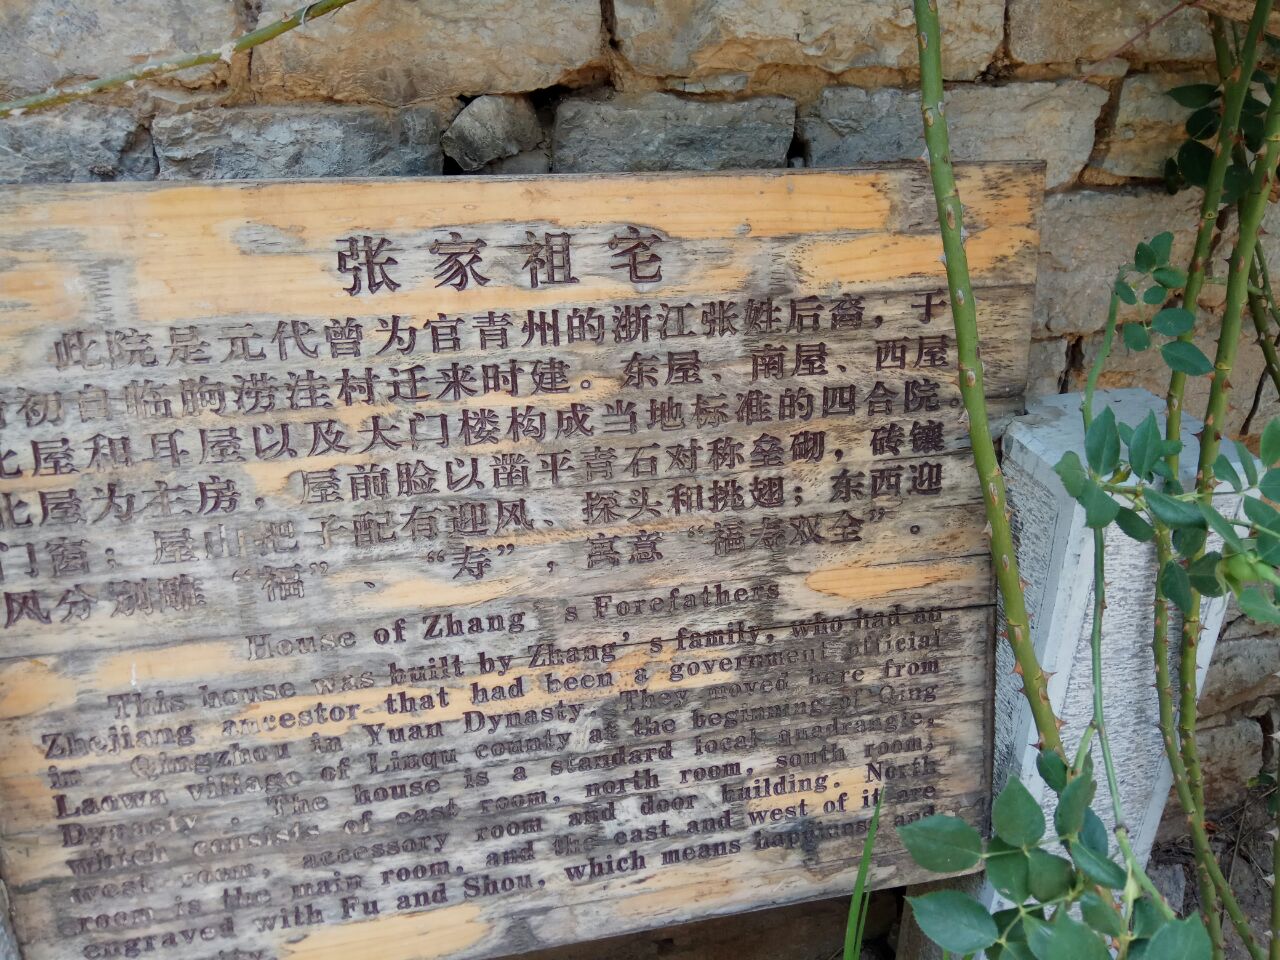 张家祖宅
此院是元代曾为官青州的浙江张姓后裔，于
初自临朐涝洼村迁来时建。东屋、南屋、西屋
北屋和耳屋以及大门楼构成当地标准的四合院
北屋为主房，屋前脸以凿平青石对称垒砌，砖镶
门窗；屋山把子配有迎风、探头和挑翅；东西迎
风分别雕“福”、“寿”，寓意“福寿双全”。
House of Zhang's Forefathers
This house was built by Zhang's family, who had an
Zhejiang ancestor that had been a government official
in Qingzhou in Yuan Dynasty. They moved here from
Laowa village of Linqu county at the beginning of Qing
Dynasty. The house is a standard local quadrangle,
which consists of east room, north room, south room,
west room, accessory room and door building. North
room is the main room, and the east and west of it are
engraved with Fu and Shou, which means happiness and